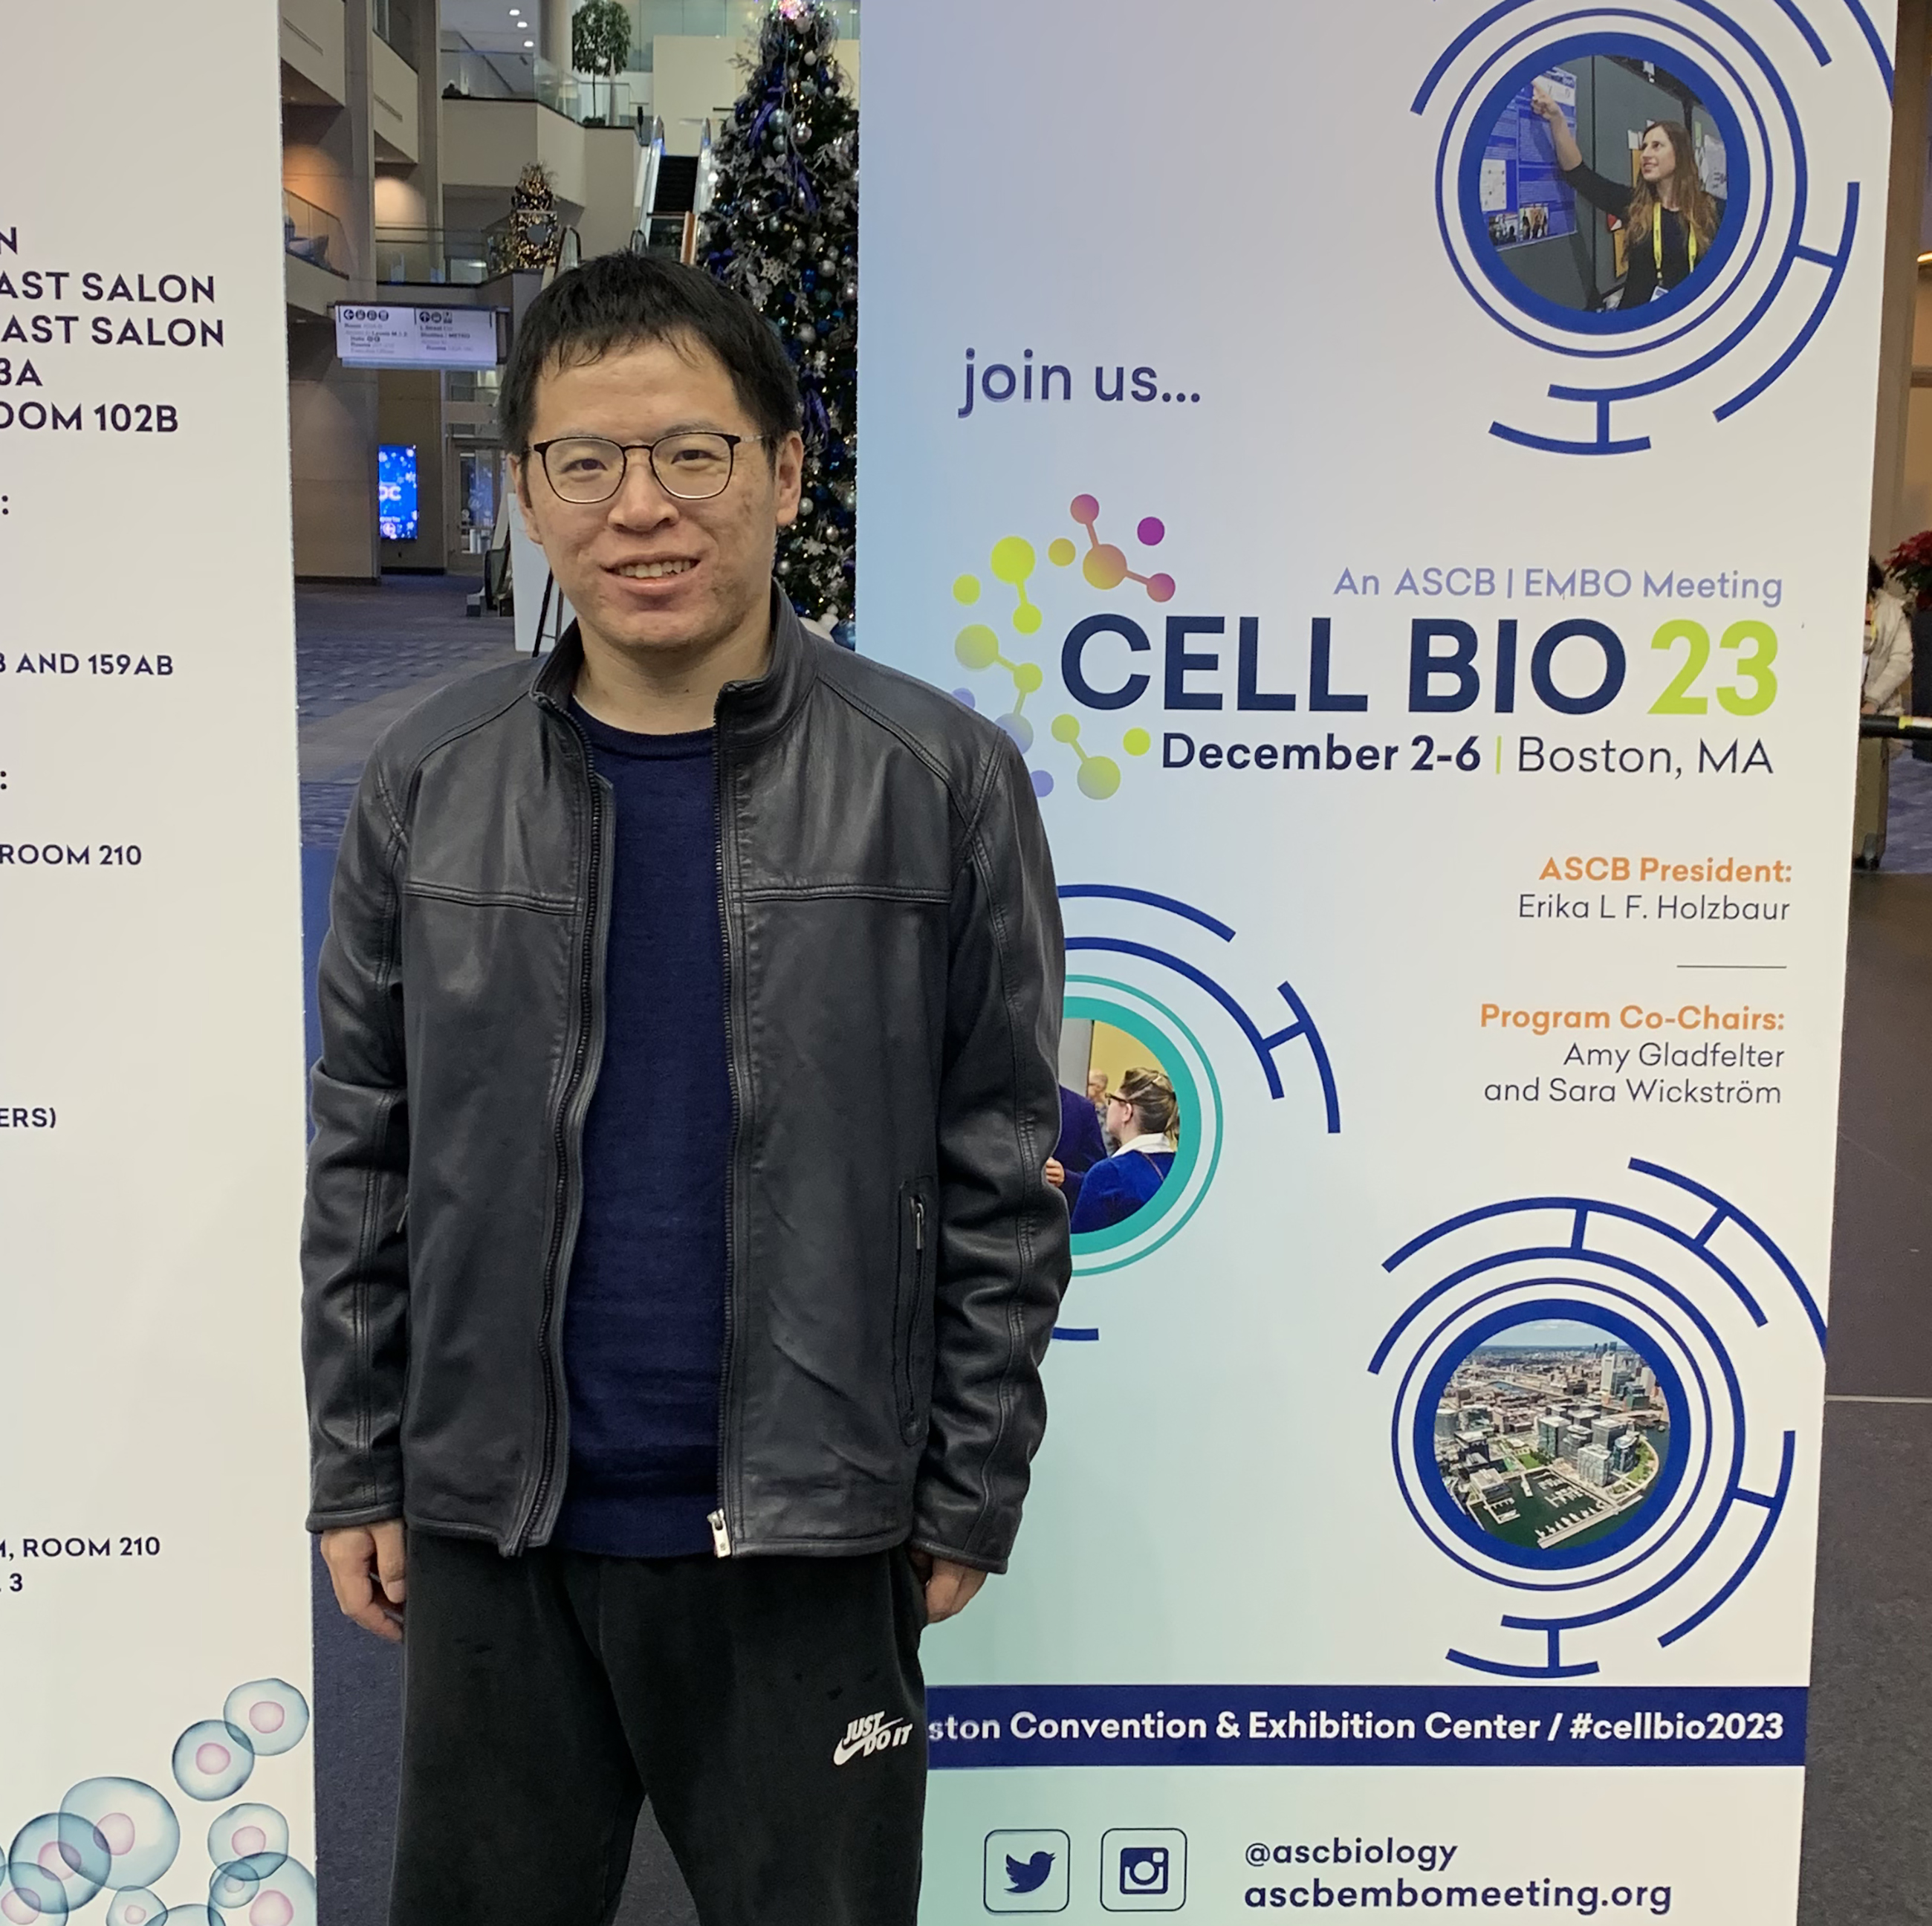 N
AST SALON
AST SALON
3A
OOM 102B
:
AND 159AB
:
ROOM 210
ERS)
M, ROOM 210
3
join us...
An ASCB | EMBO Meeting
CELL BIO 23
December 2-6 | Boston, MA
ASCB President:
Erika L F. Holzbaur
Program Co-Chairs:
Amy Gladfelter
and Sara Wickström
ston Convention & Exhibition Center / #cellbio2023
@ascbiology
ascbembomeeting.org
JUST
DO IT